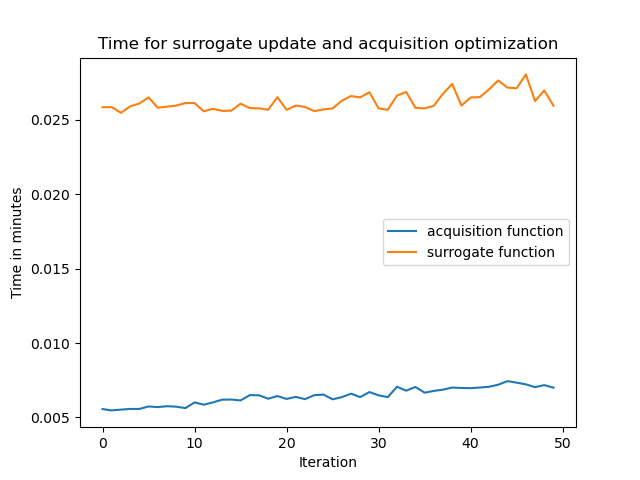 Time for surrogate update and acquisition optimization
0.025
0.020
0.015
0.010
0.005
Time in minutes
acquisition function
surrogate function
0 10 20 30 40 50
Iteration